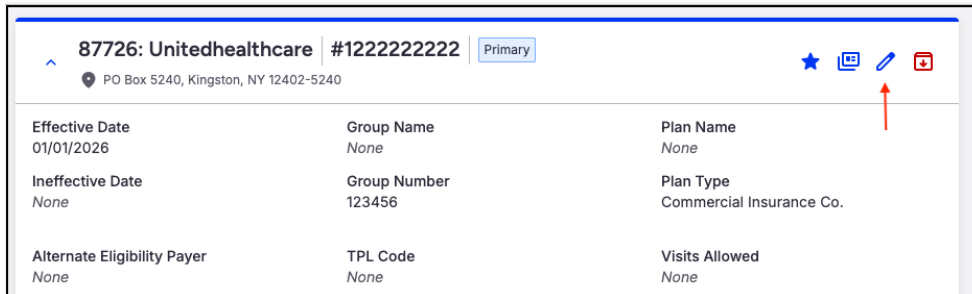 87726: Unitedhealthcare #1222222222 Primary
PO Box 5240, Kingston, NY 12402-5240
Effective Date
01/01/2026
Group Name
None
Plan Name
None
Ineffective Date
None
Group Number
123456
Plan Type
Commercial Insurance Co.
Alternate Eligibility Payer
None
TPL Code
None
Visits Allowed
None